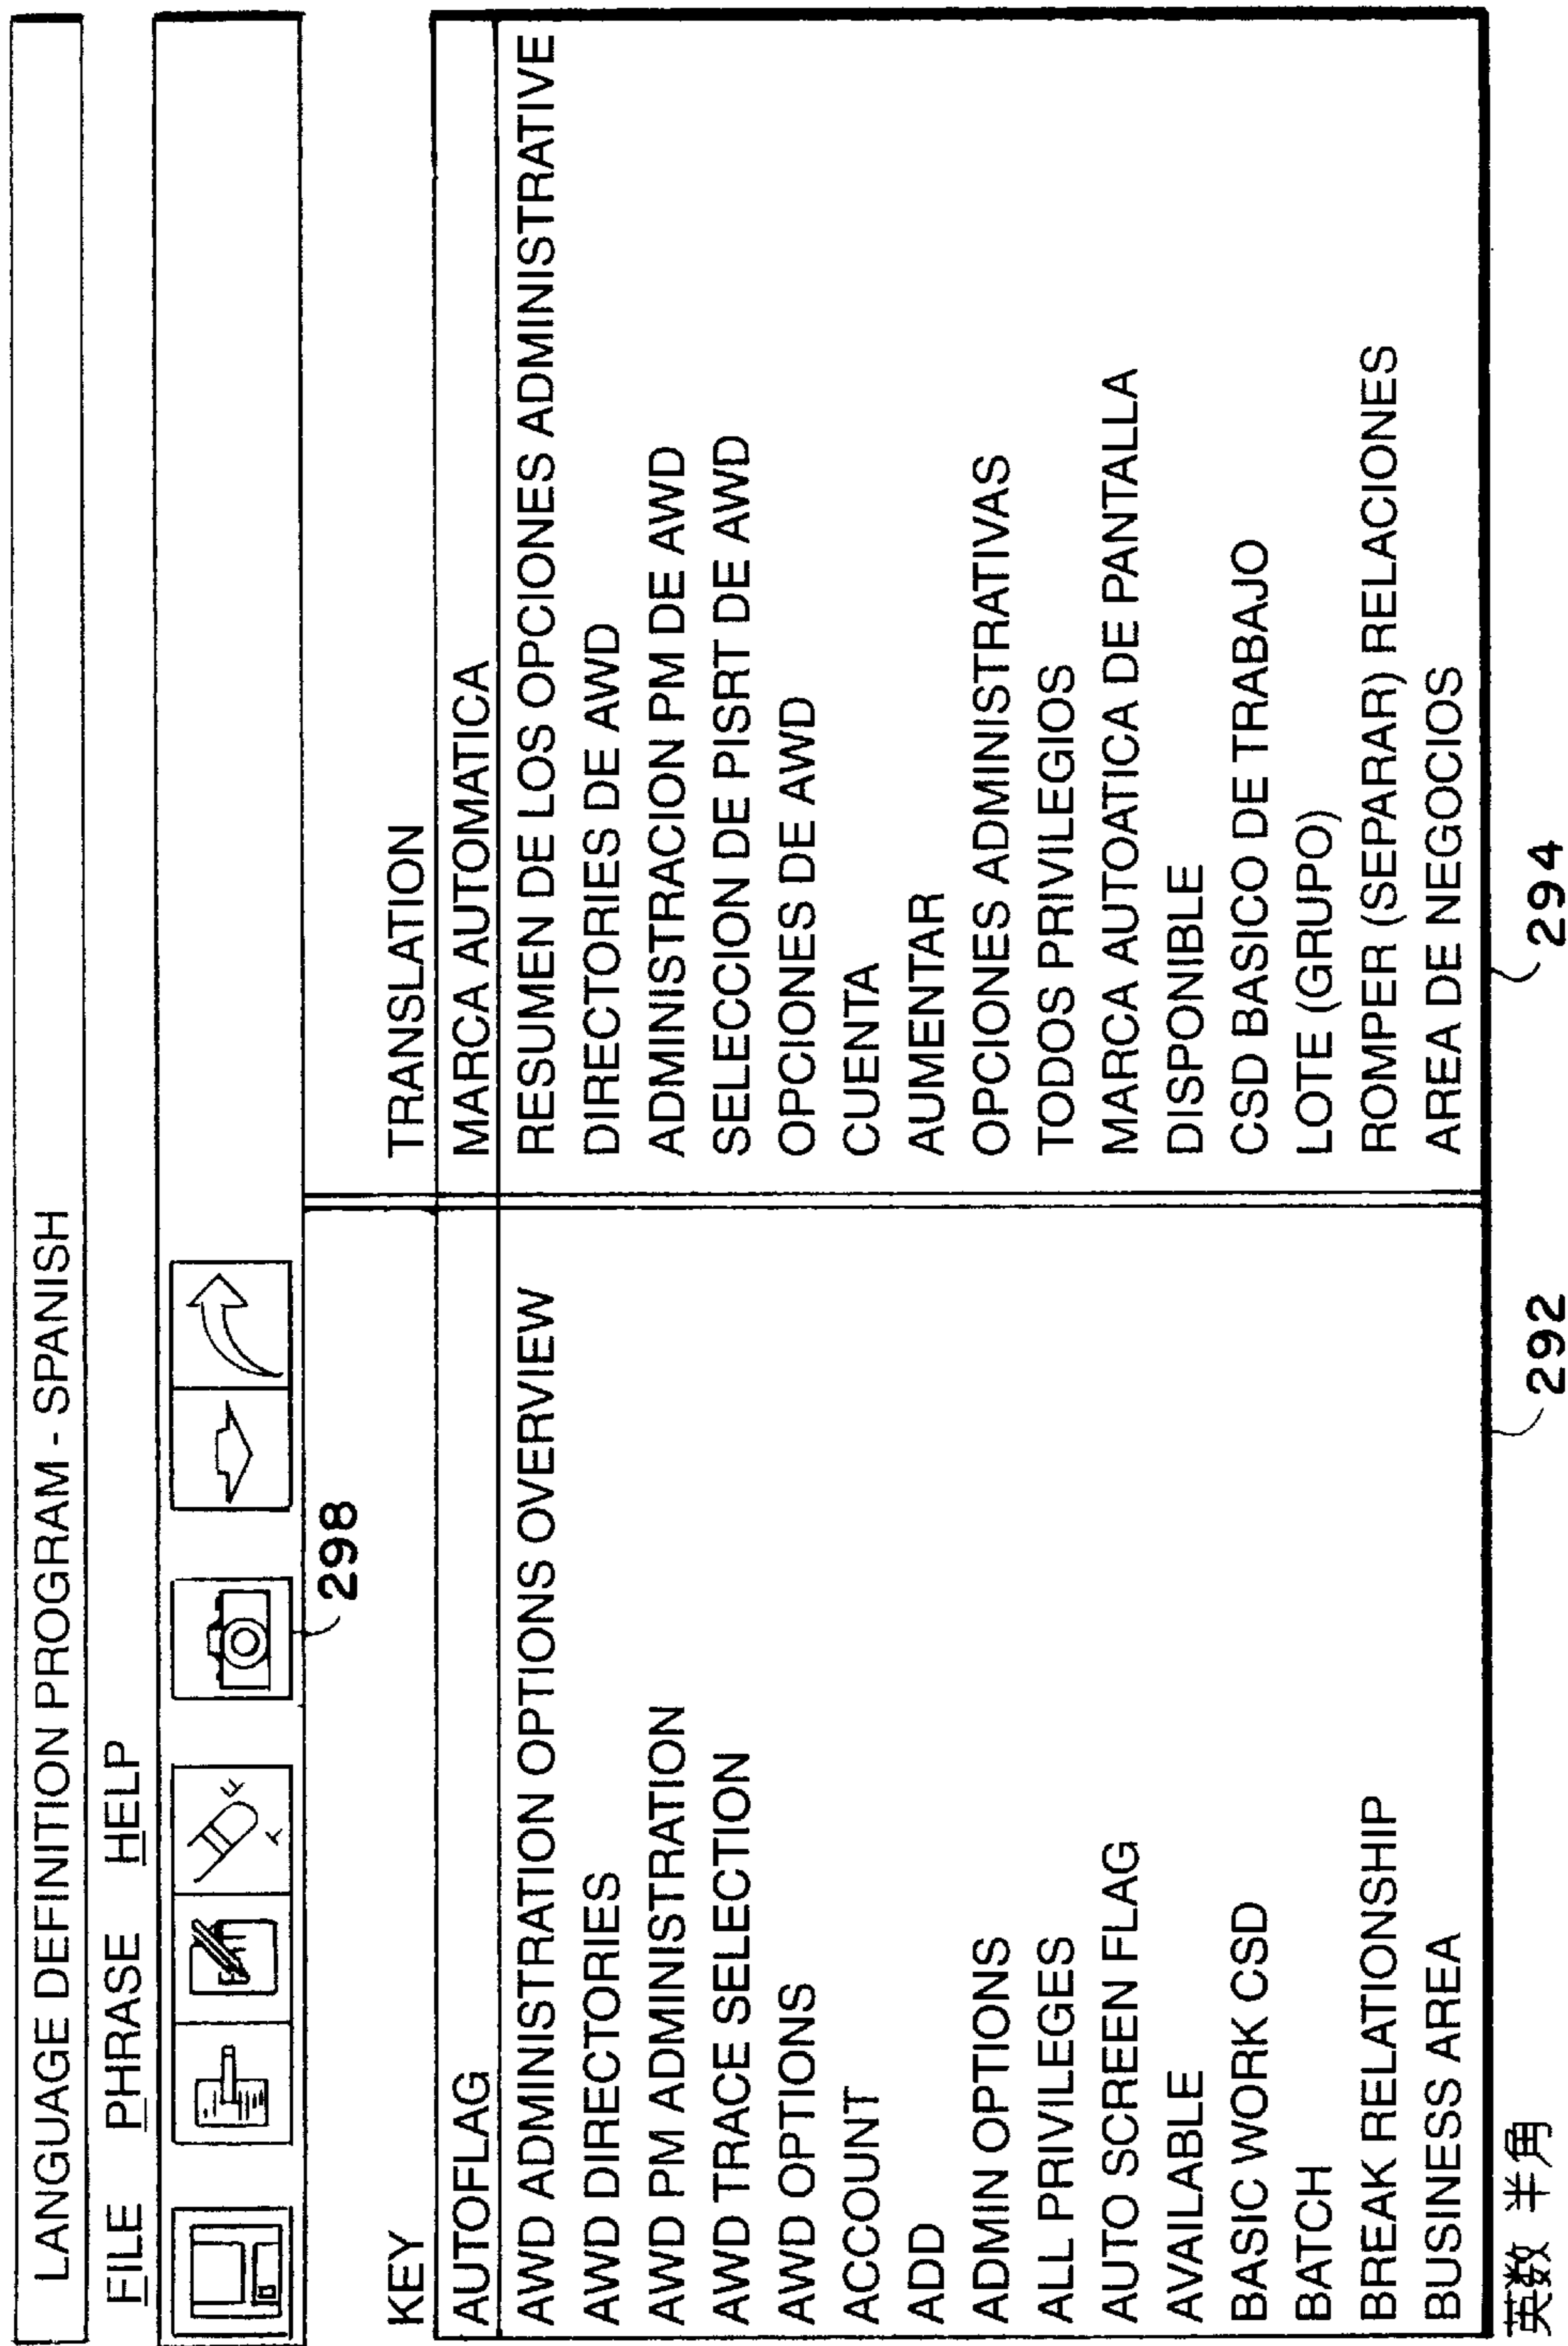 LANGUAGE DEFINITION PROGRAM - SPANISH
FILE PHRASE HELP
298
KEY TRANSLATION
AUTOFLAG MARCA AUTOMATICA
AWD ADMINISTRATION OPTIONS OVERVIEW RESUMEN DE LOS OPCIONES ADMINISTRATIVE
AWD DIRECTORIES DIRECTORIES DE AWD
AWD PM ADMINISTRATION ADMINISTRACION PM DE AWD
AWD TRACE SELECTION SELECCION DE PISRT DE AWD
AWD OPTIONS OPCIONES DE AWD
ACCOUNT CUENTA
ADD AUMENTAR
ADMIN OPTIONS OPCIONES ADMINISTRATIVAS
ALL PRIVILEGES TODOS PRIVILEGIOS
AUTO SCREEN FLAG MARCA AUTOATICA DE PANTALLA
AVAILABLE DISPONIBLE
BASIC WORK CSD CSD BASICO DE TRABAJO
BATCH LOTE (GRUPO)
BREAK RELATIONSHIP ROMPER (SEPARAR) RELACIONES
BUSINESS AREA AREA DE NEGOCIOS
英数 半角
292 294